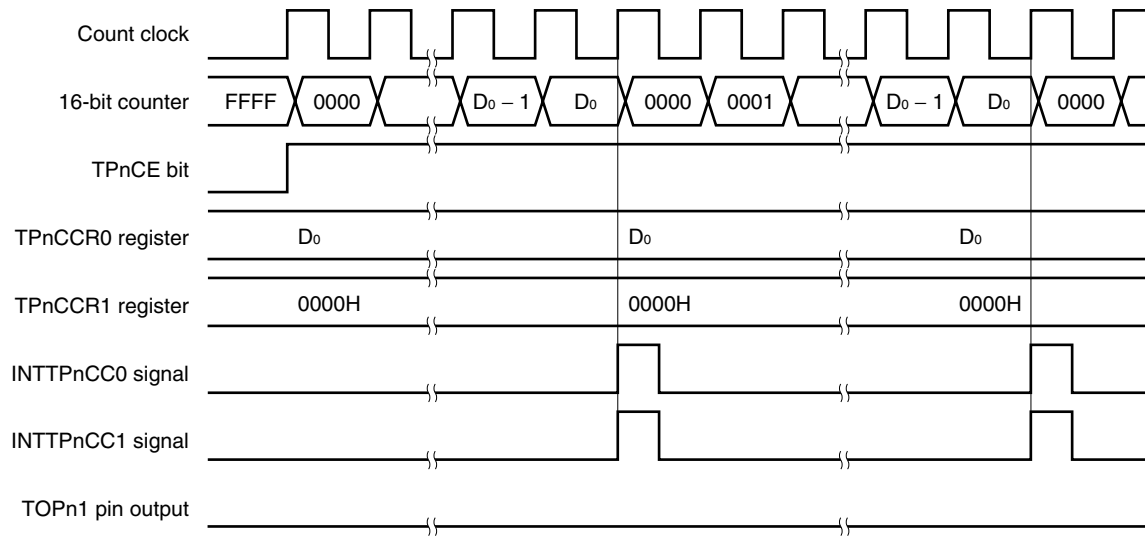 Count clock
16-bit counter FFFF 0000 D0 − 1 D0 0000 0001 D0 − 1 D0 0000
TPnCE bit
TPnCCR0 register D0 D0 D0
TPnCCR1 register 0000H 0000H 0000H
INTTPnCC0 signal
INTTPnCC1 signal
TOPn1 pin output